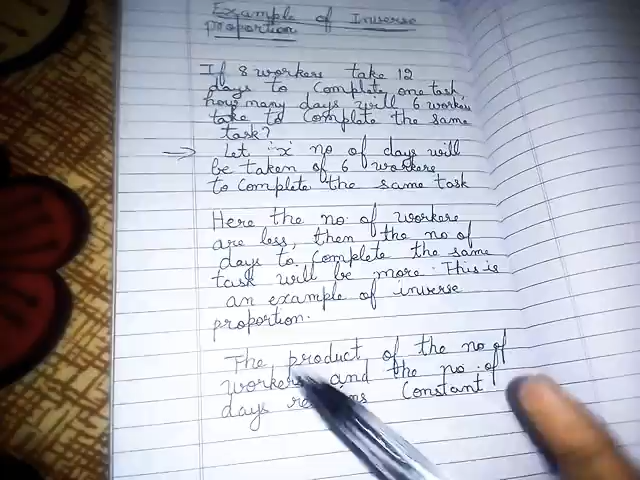 Example of Inverse
proportion
If 8 workers take 12
days to complete one task,
how many days will 6 workers
take to complete the same
task?
→ Let 'x' no of days will
be taken of 6 workers
to complete the same task
Here the no. of workers
are less, then the no of
days to complete the same
task will be more. This is
an example of inverse
proportion.
The product of the no of
workers and the no. of
days constant